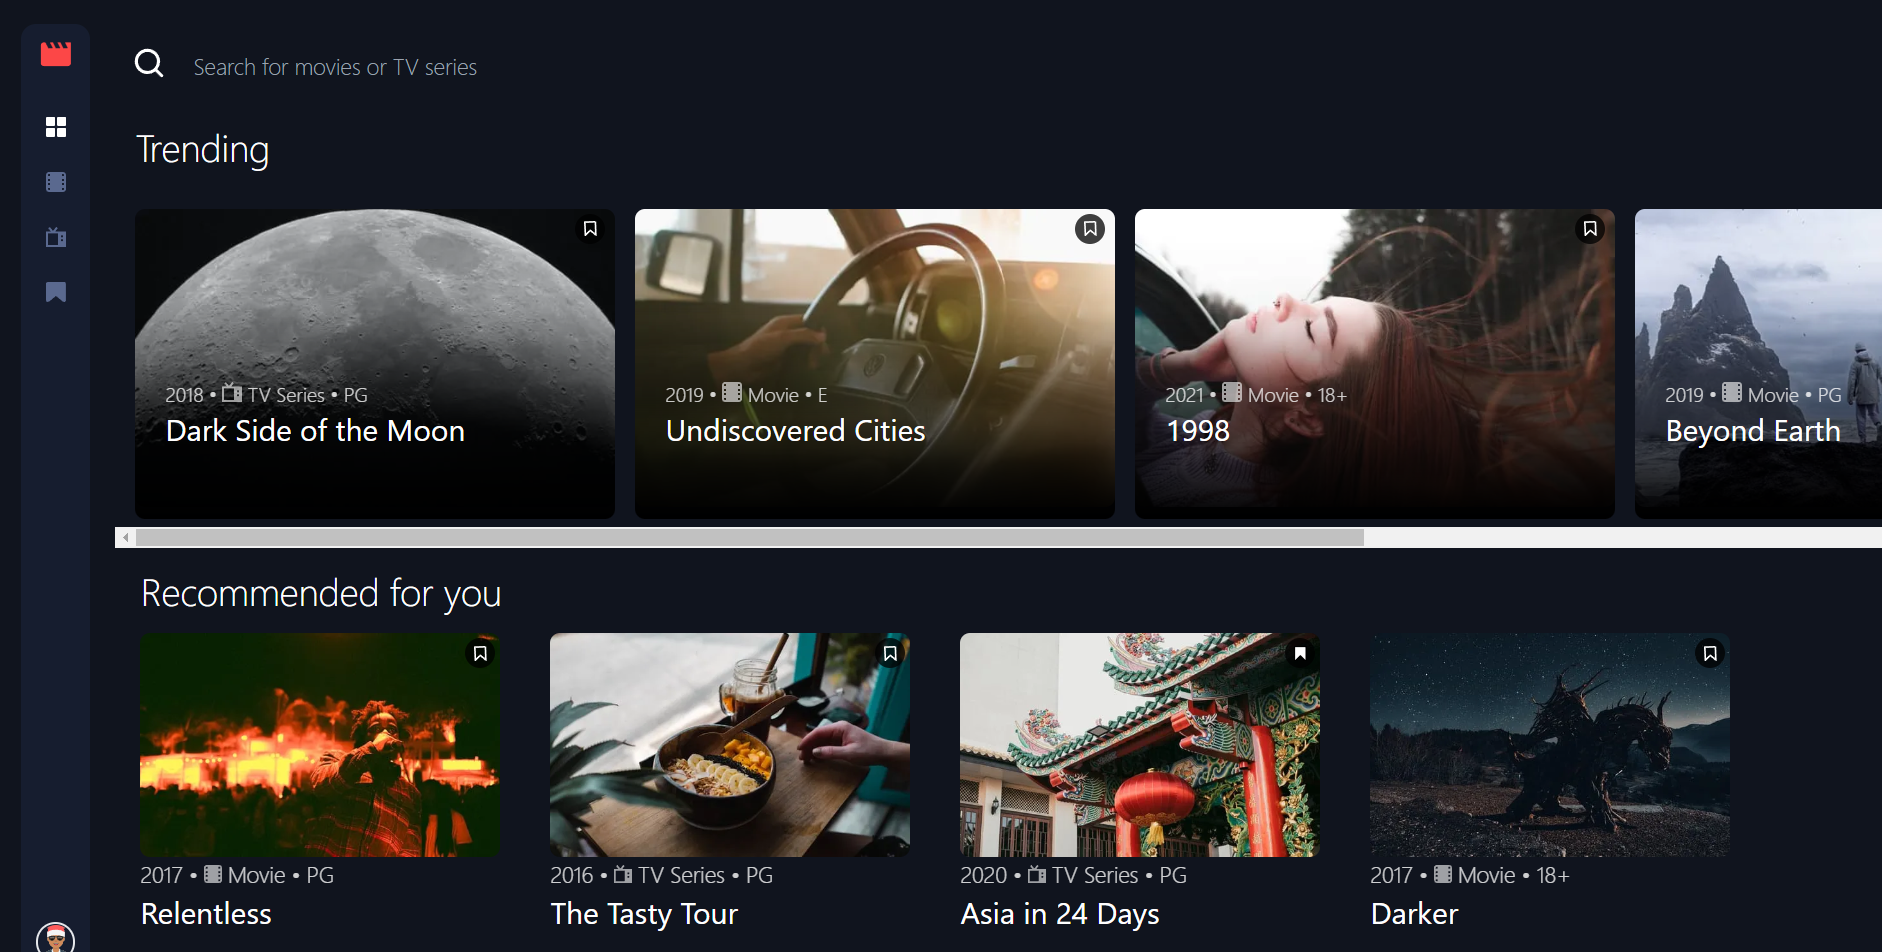 Search for movies or TV series
Trending
2018 • TV Series • PG
Dark Side of the Moon
2019 • Movie • E
Undiscovered Cities
2021 • Movie • 18+
1998
2019 • Movie • PG
Beyond Earth
Recommended for you
2017 • Movie • PG
Relentless
2016 • TV Series • PG
The Tasty Tour
2020 • TV Series • PG
Asia in 24 Days
2017 • Movie • 18+
Darker